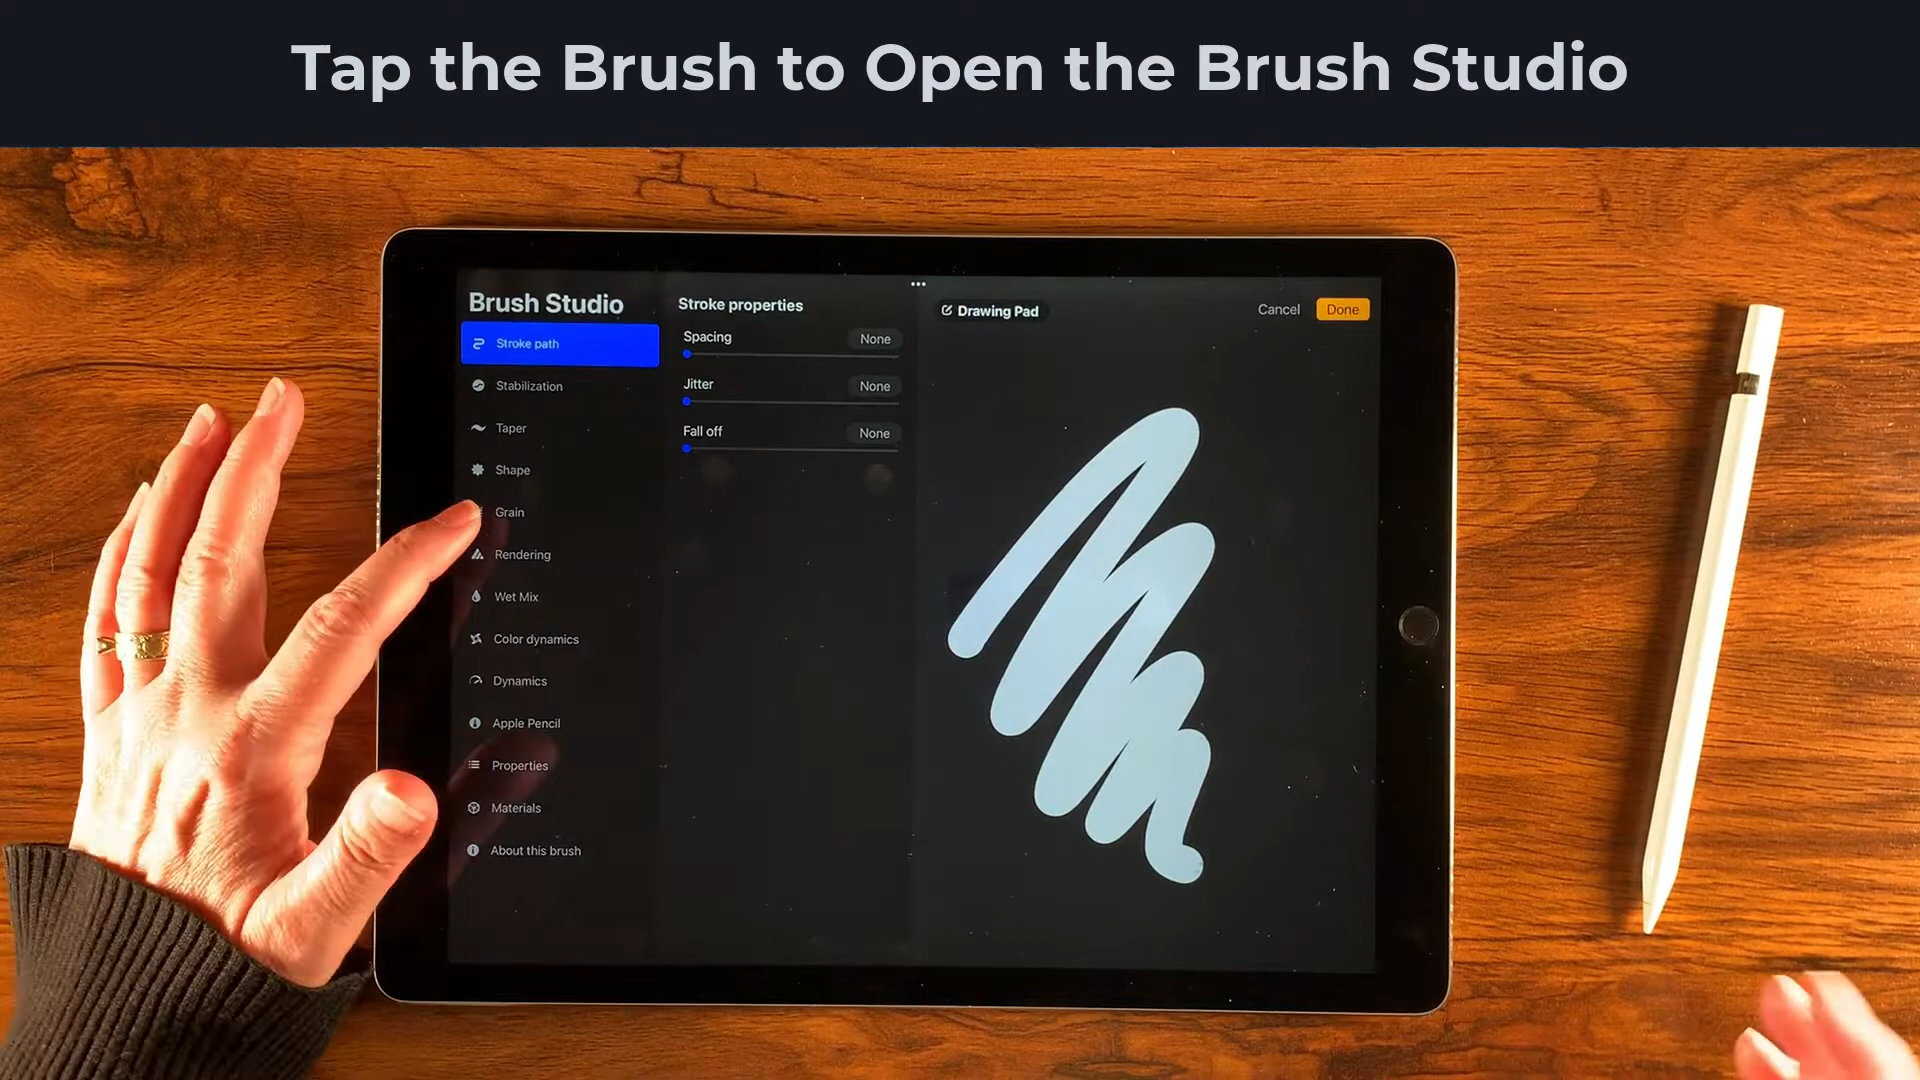 Tap the Brush to Open the Brush Studio
Brush Studio
Stroke path
Stabilization
Taper
Shape
Grain
Rendering
Wet Mix
Color dynamics
Dynamics
Apple Pencil
Properties
Materials
About this brush
Stroke properties
Spacing None
Jitter None
Fall off None
Drawing Pad
Cancel
Done